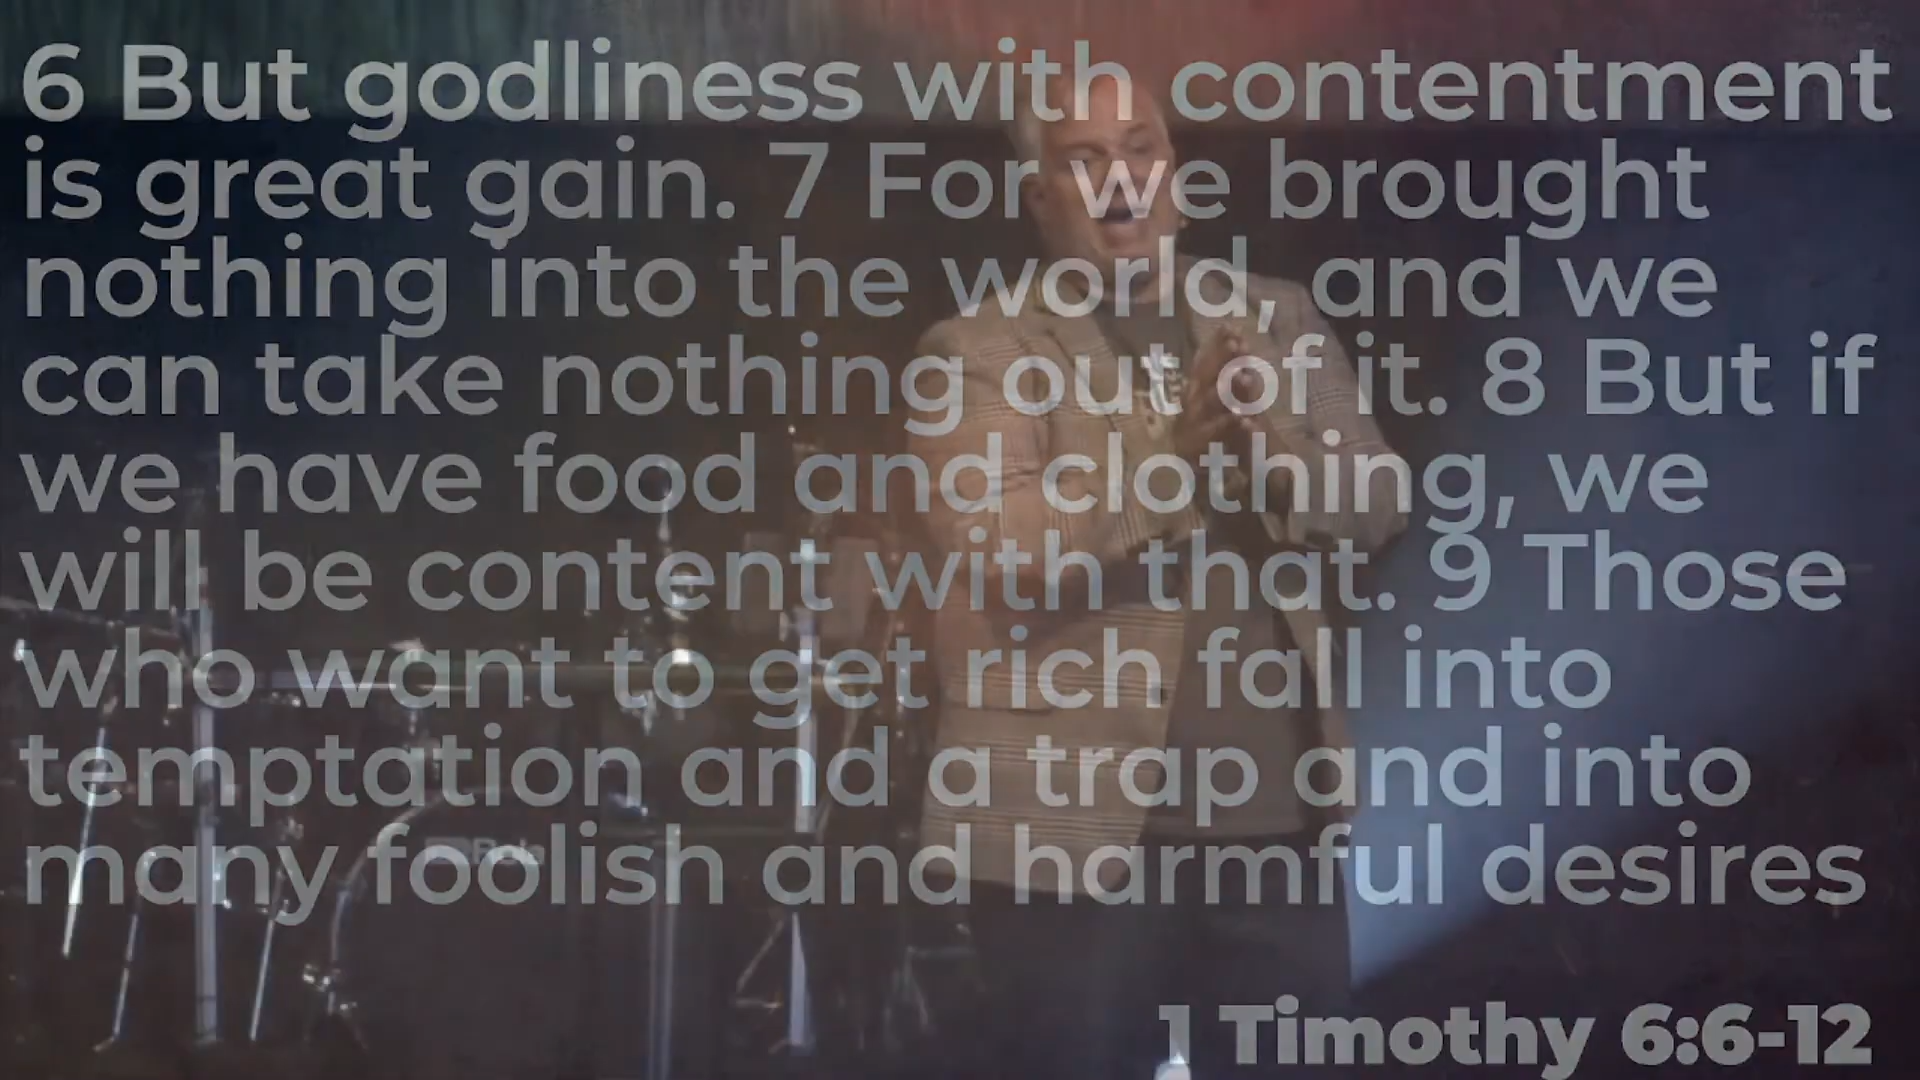 6 But godliness with contentment
is great gain. 7 For we brought
nothing into the world, and we
can take nothing out of it. 8 But if
we have food and clothing, we
will be content with that. 9 Those
who want to get rich fall into
temptation and a trap and into
many foolish and harmful desires
1 Timothy 6:6-12